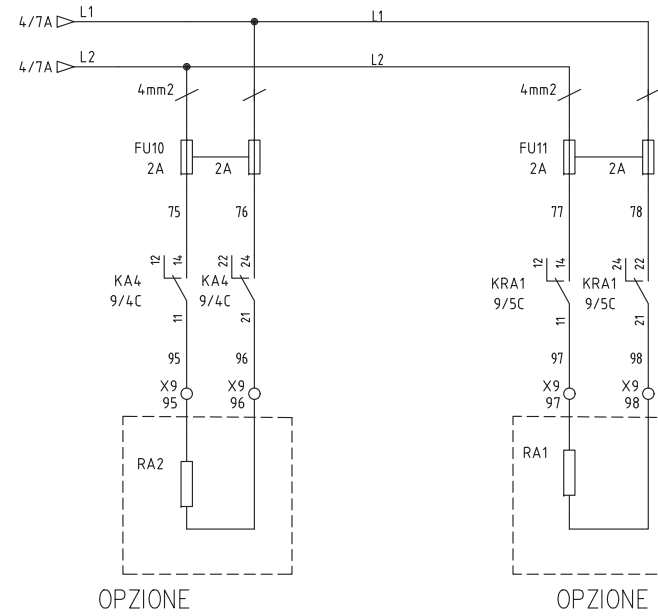 4/7A L1 L1
4/7A L2 L2
4mm2 4mm2
FU10 FU11
2A 2A 2A 2A
75 76 77 78
12 14 22 24 12 14 24 22
KA4 KA4 KRA1 KRA1
9/4C 9/4C 9/5C 9/5C
11 21 11 21
95 96 97 98
X9 X9 X9 X9
95 96 97 98
RA2 RA1
OPZIONE OPZIONE